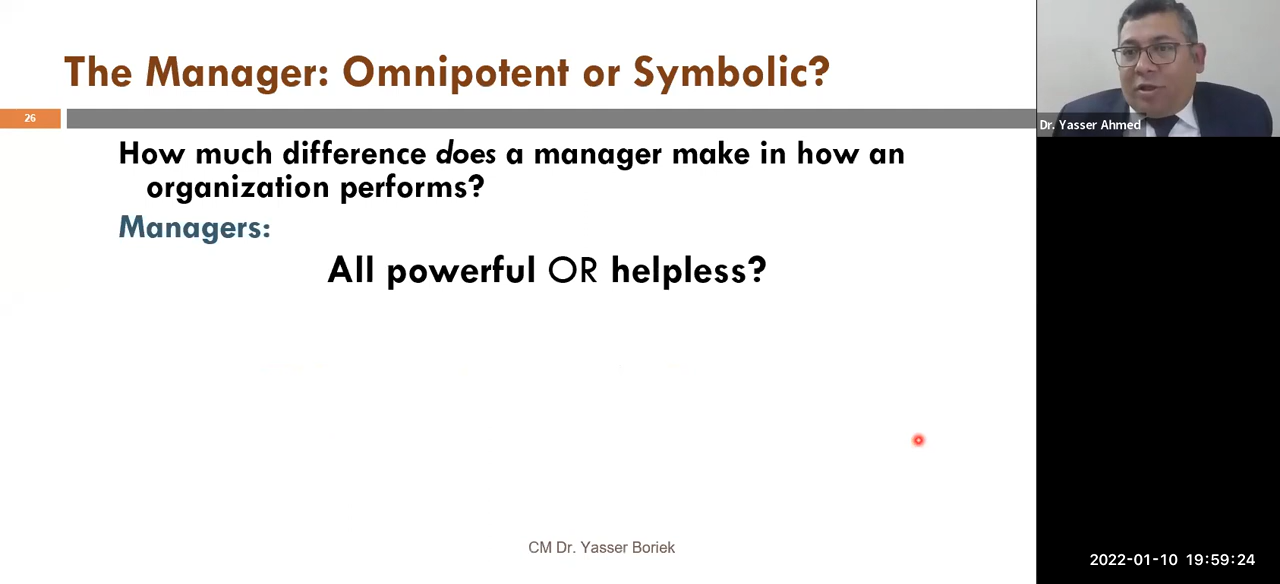 The Manager: Omnipotent or Symbolic?
26
How much difference does a manager make in how an
organization performs?
Managers:
All powerful OR helpless?
CM Dr. Yasser Boriek
Dr. Yasser Ahmed
2022-01-10 19:59:24